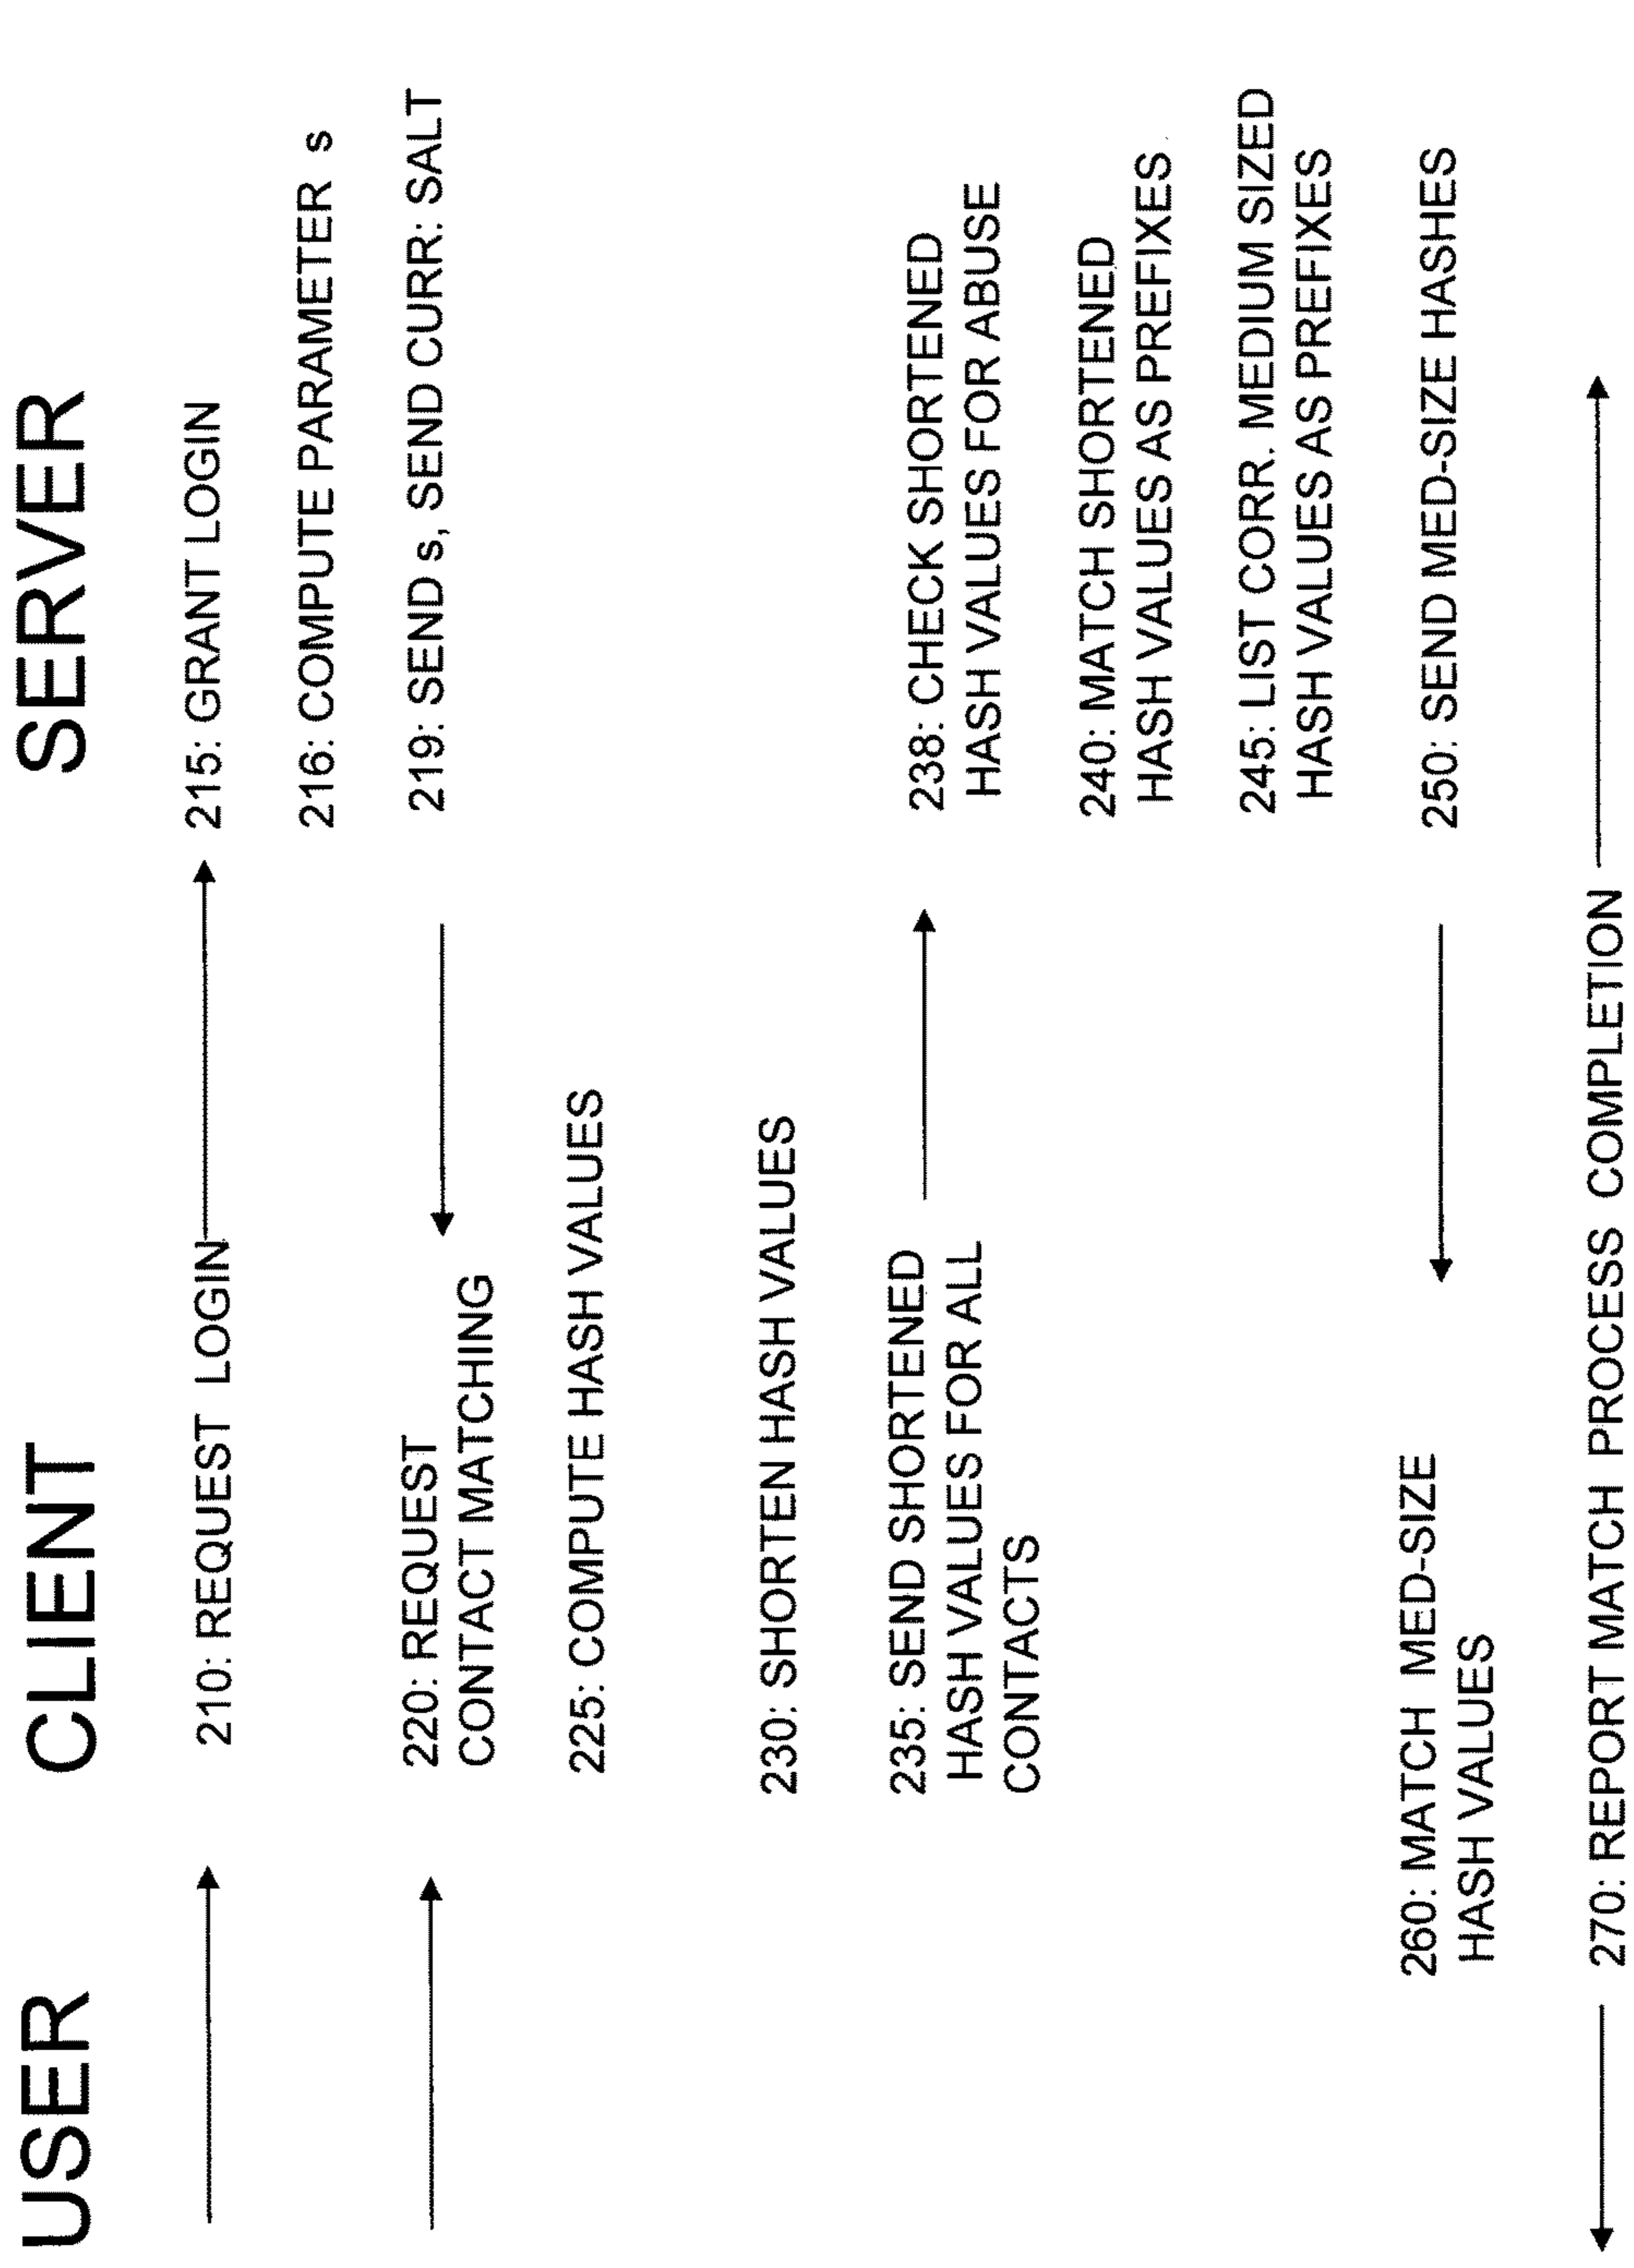 USER
CLIENT
SERVER
210: REQUEST LOGIN
215: GRANT LOGIN
216: COMPUTE PARAMETER s
219: SEND s, SEND CURR: SALT
220: REQUEST
CONTACT MATCHING
225: COMPUTE HASH VALUES
230: SHORTEN HASH VALUES
235: SEND SHORTENED
HASH VALUES FOR ALL
CONTACTS
238: CHECK SHORTENED
HASH VALUES FOR ABUSE
240: MATCH SHORTENED
HASH VALUES AS PREFIXES
245: LIST CORR. MEDIUM SIZED
HASH VALUES AS PREFIXES
250: SEND MED-SIZE HASHES
260: MATCH MED-SIZE
HASH VALUES
270: REPORT MATCH PROCESS COMPLETION